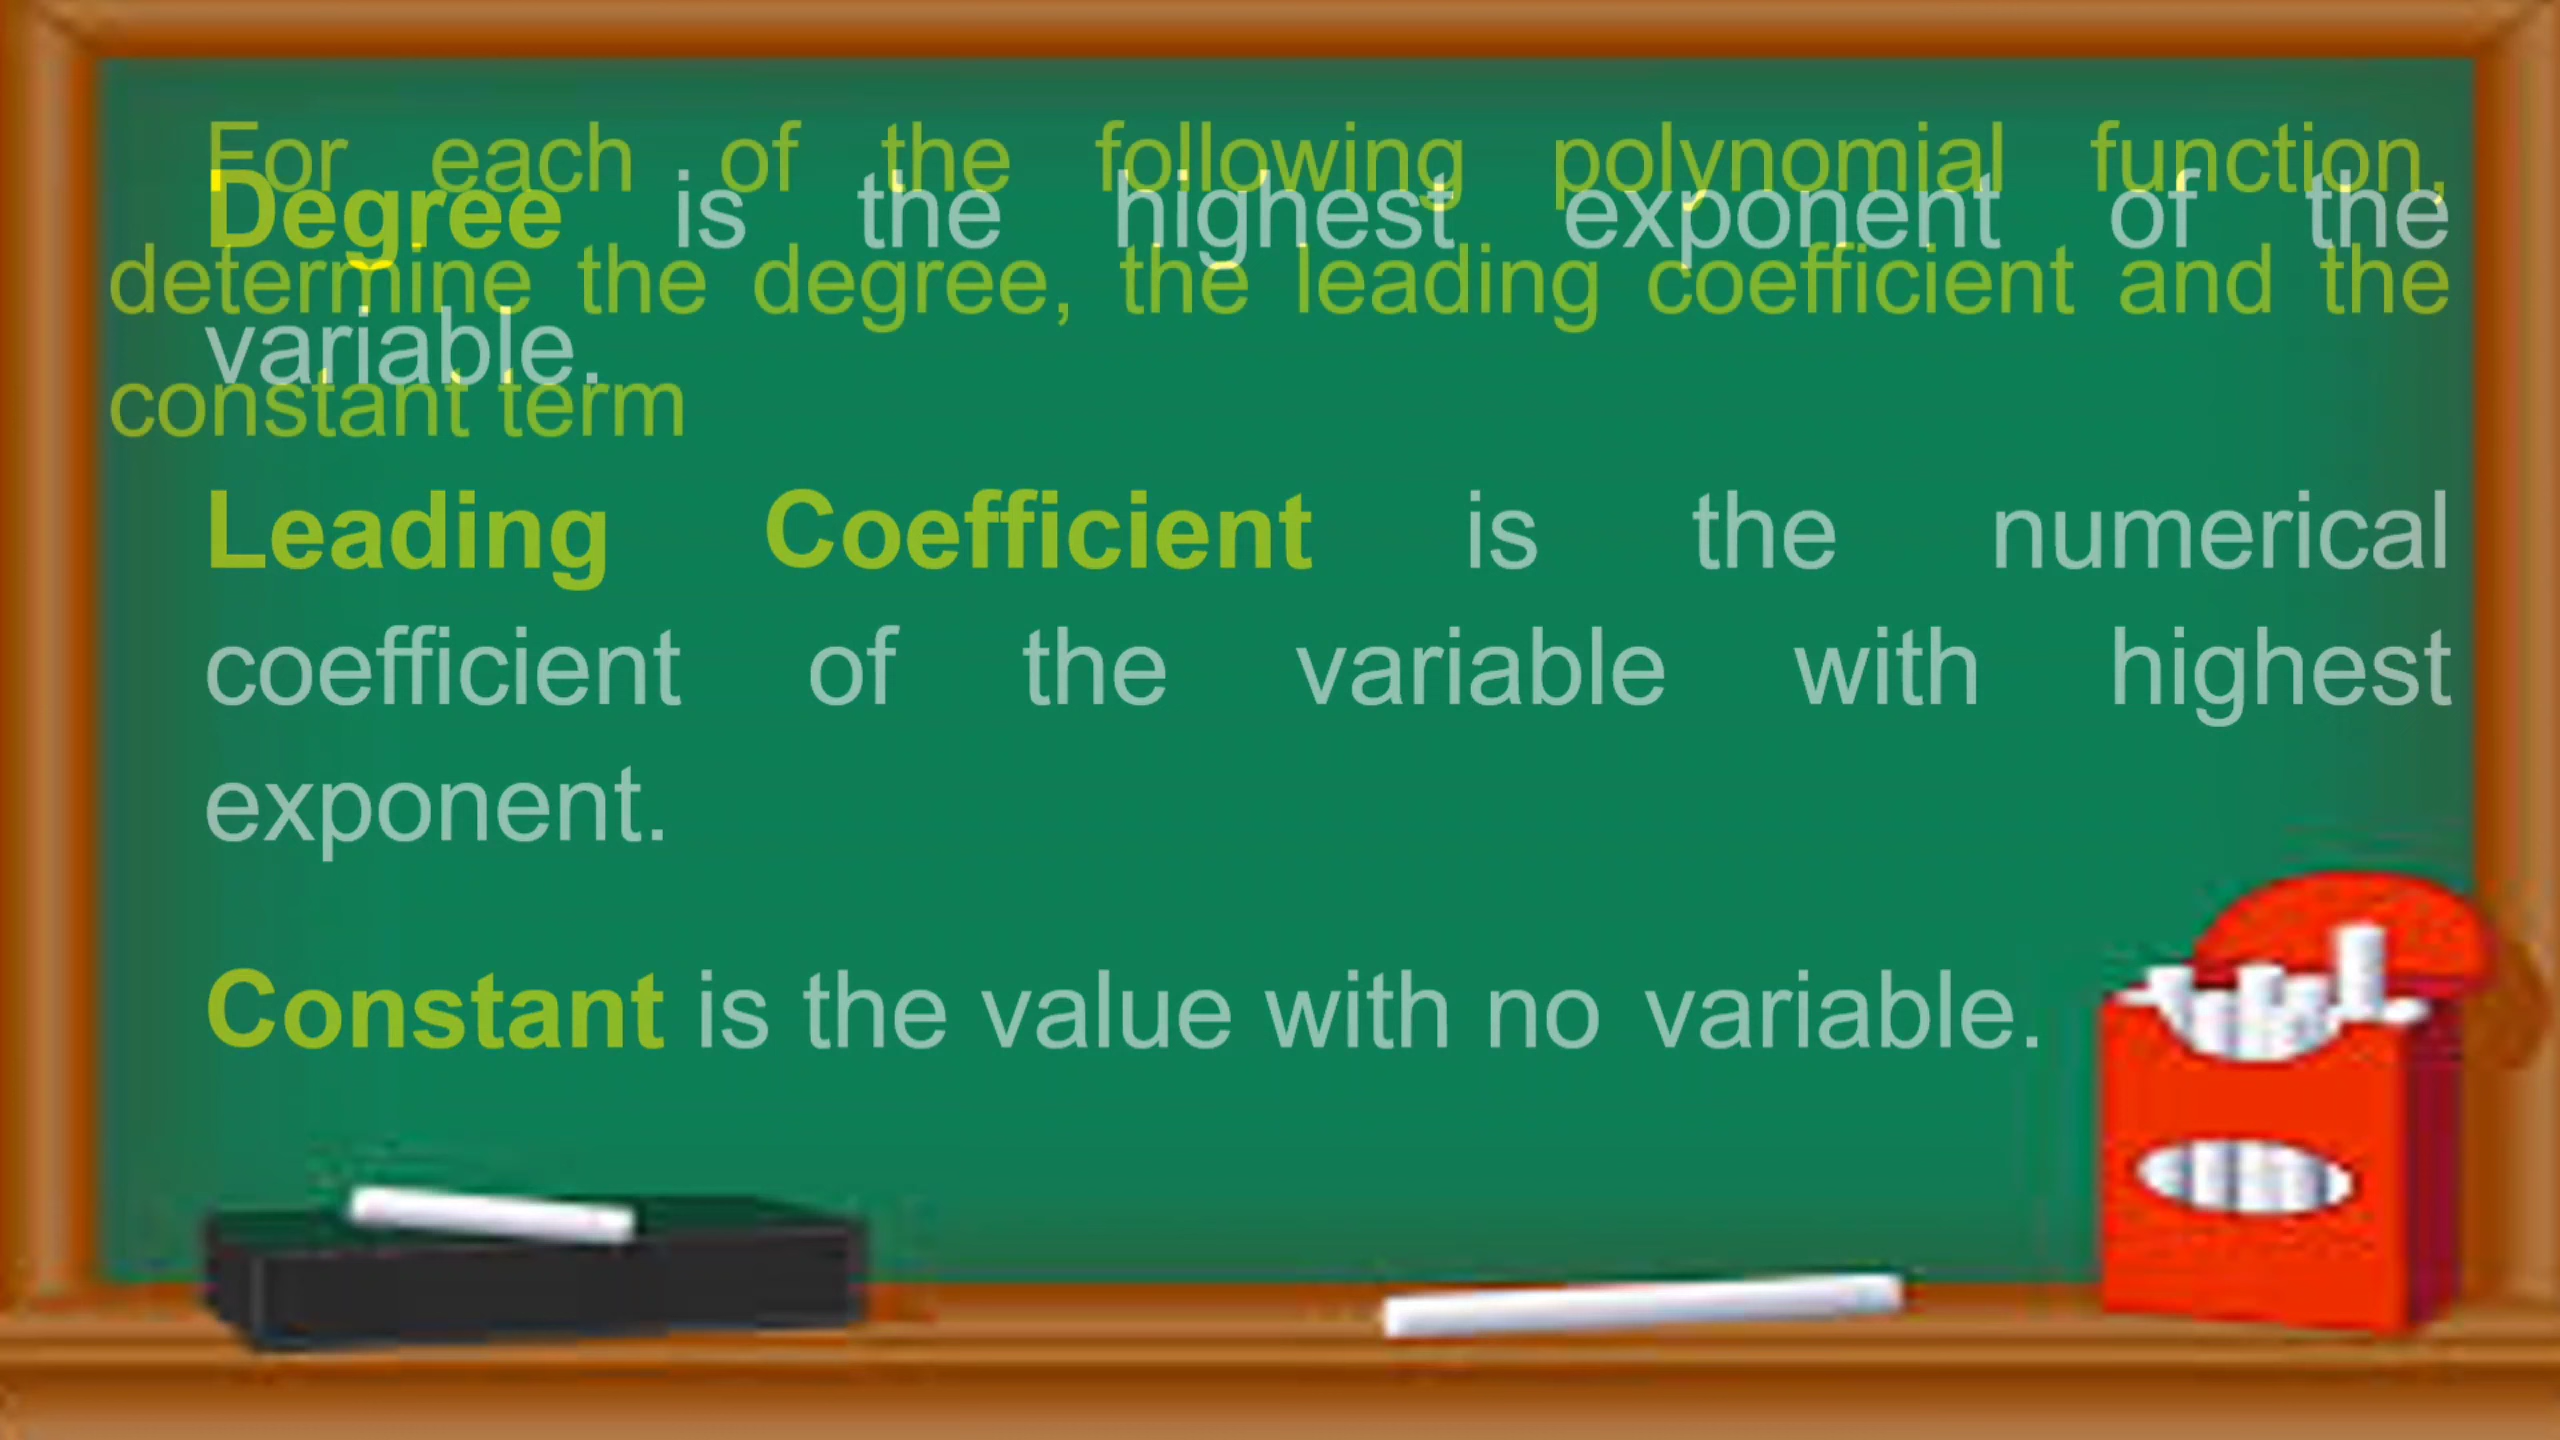 For each of the following polynomial function,
determine the degree, the leading coefficient and the
constant term
Degree is the highest exponent of the
variable.
Leading Coefficient is the numerical
coefficient of the variable with highest
exponent.
Constant is the value with no variable.